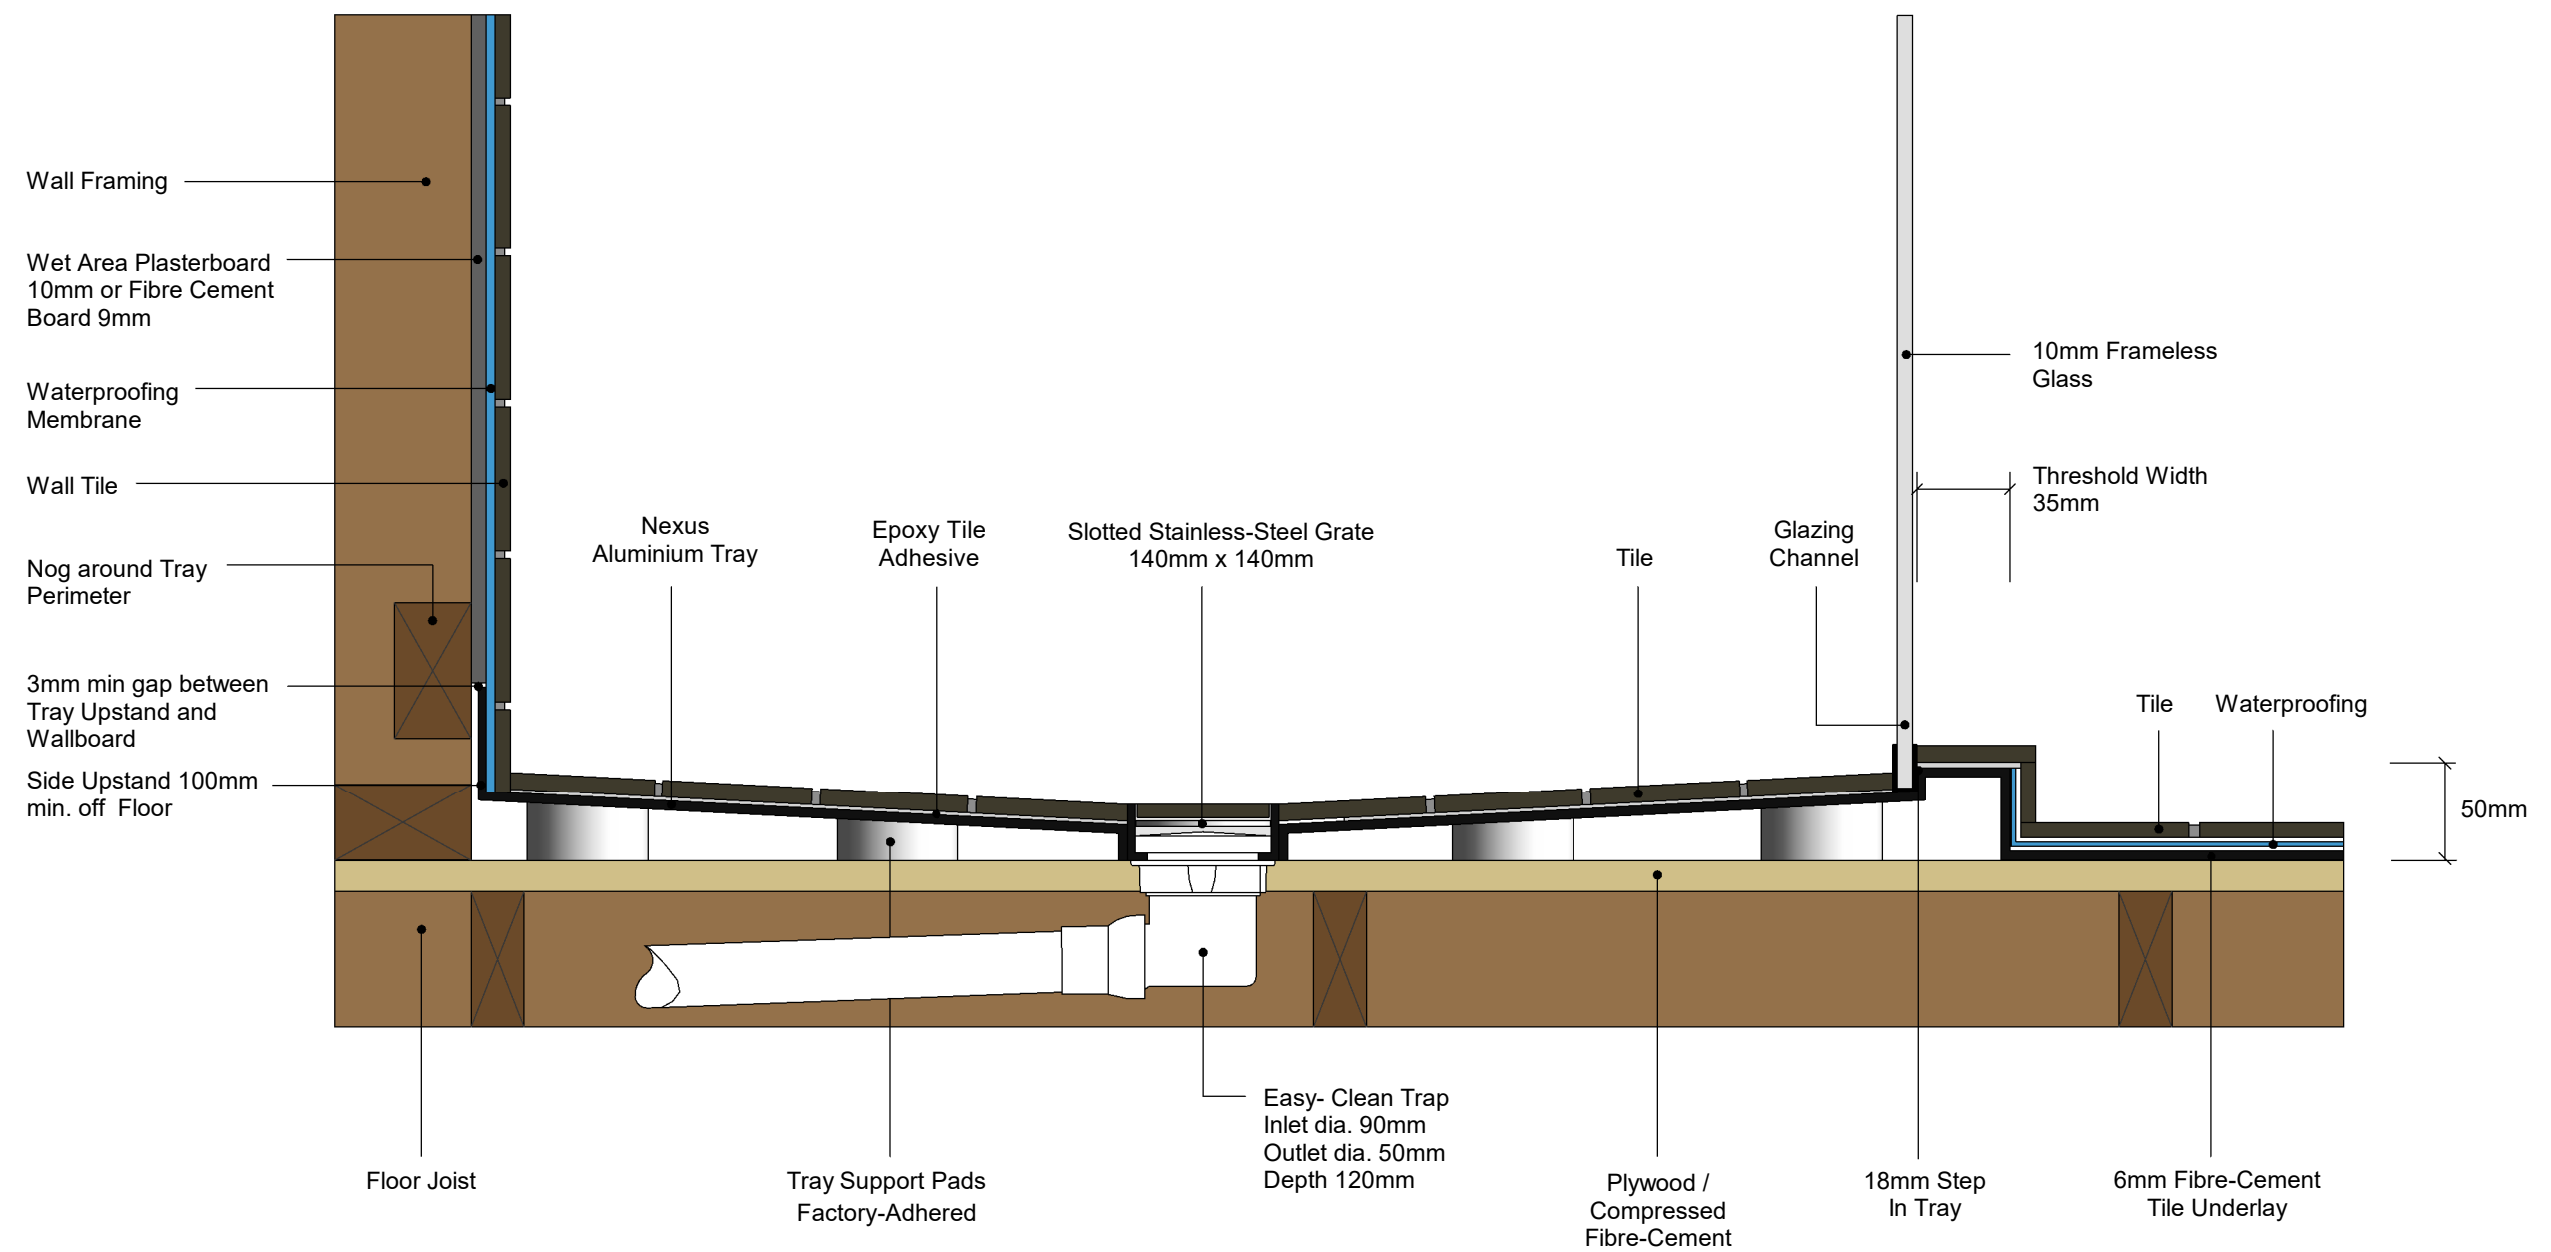 Wall Framing
Wet Area Plasterboard
10mm or Fibre Cement
Board 9mm
Waterproofing
Membrane
Wall Tile
Nog around Tray
Perimeter
3mm min gap between
Tray Upstand and
Wallboard
Side Upstand 100mm
min. off Floor
Nexus
Aluminium Tray
Epoxy Tile
Adhesive
Slotted Stainless-Steel Grate
140mm x 140mm
Tile
Glazing
Channel
10mm Frameless
Glass
Threshold Width
35mm
Tile
Waterproofing
50mm
Floor Joist
Tray Support Pads
Factory-Adhered
Easy- Clean Trap
Inlet dia. 90mm
Outlet dia. 50mm
Depth 120mm
Plywood /
Compressed
Fibre-Cement
18mm Step
In Tray
6mm Fibre-Cement
Tile Underlay